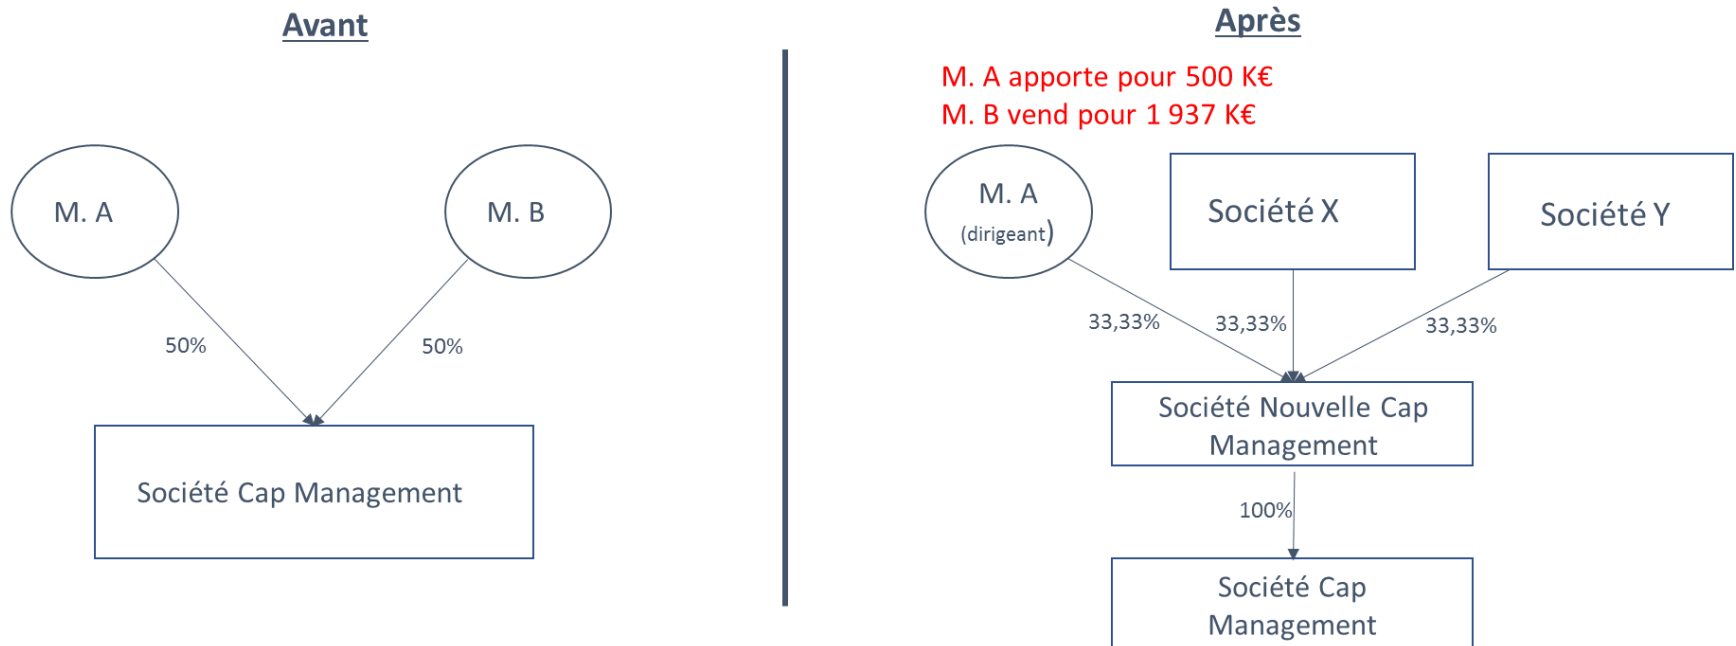 Avant
M. A
M. B
50%
50%
Société Cap Management
Après
M. A apporte pour 500 K€
M. B vend pour 1 937 K€
M. A
(dirigeant)
Société X
Société Y
33,33%
33,33%
33,33%
Société Nouvelle Cap
Management
100%
Société Cap
Management